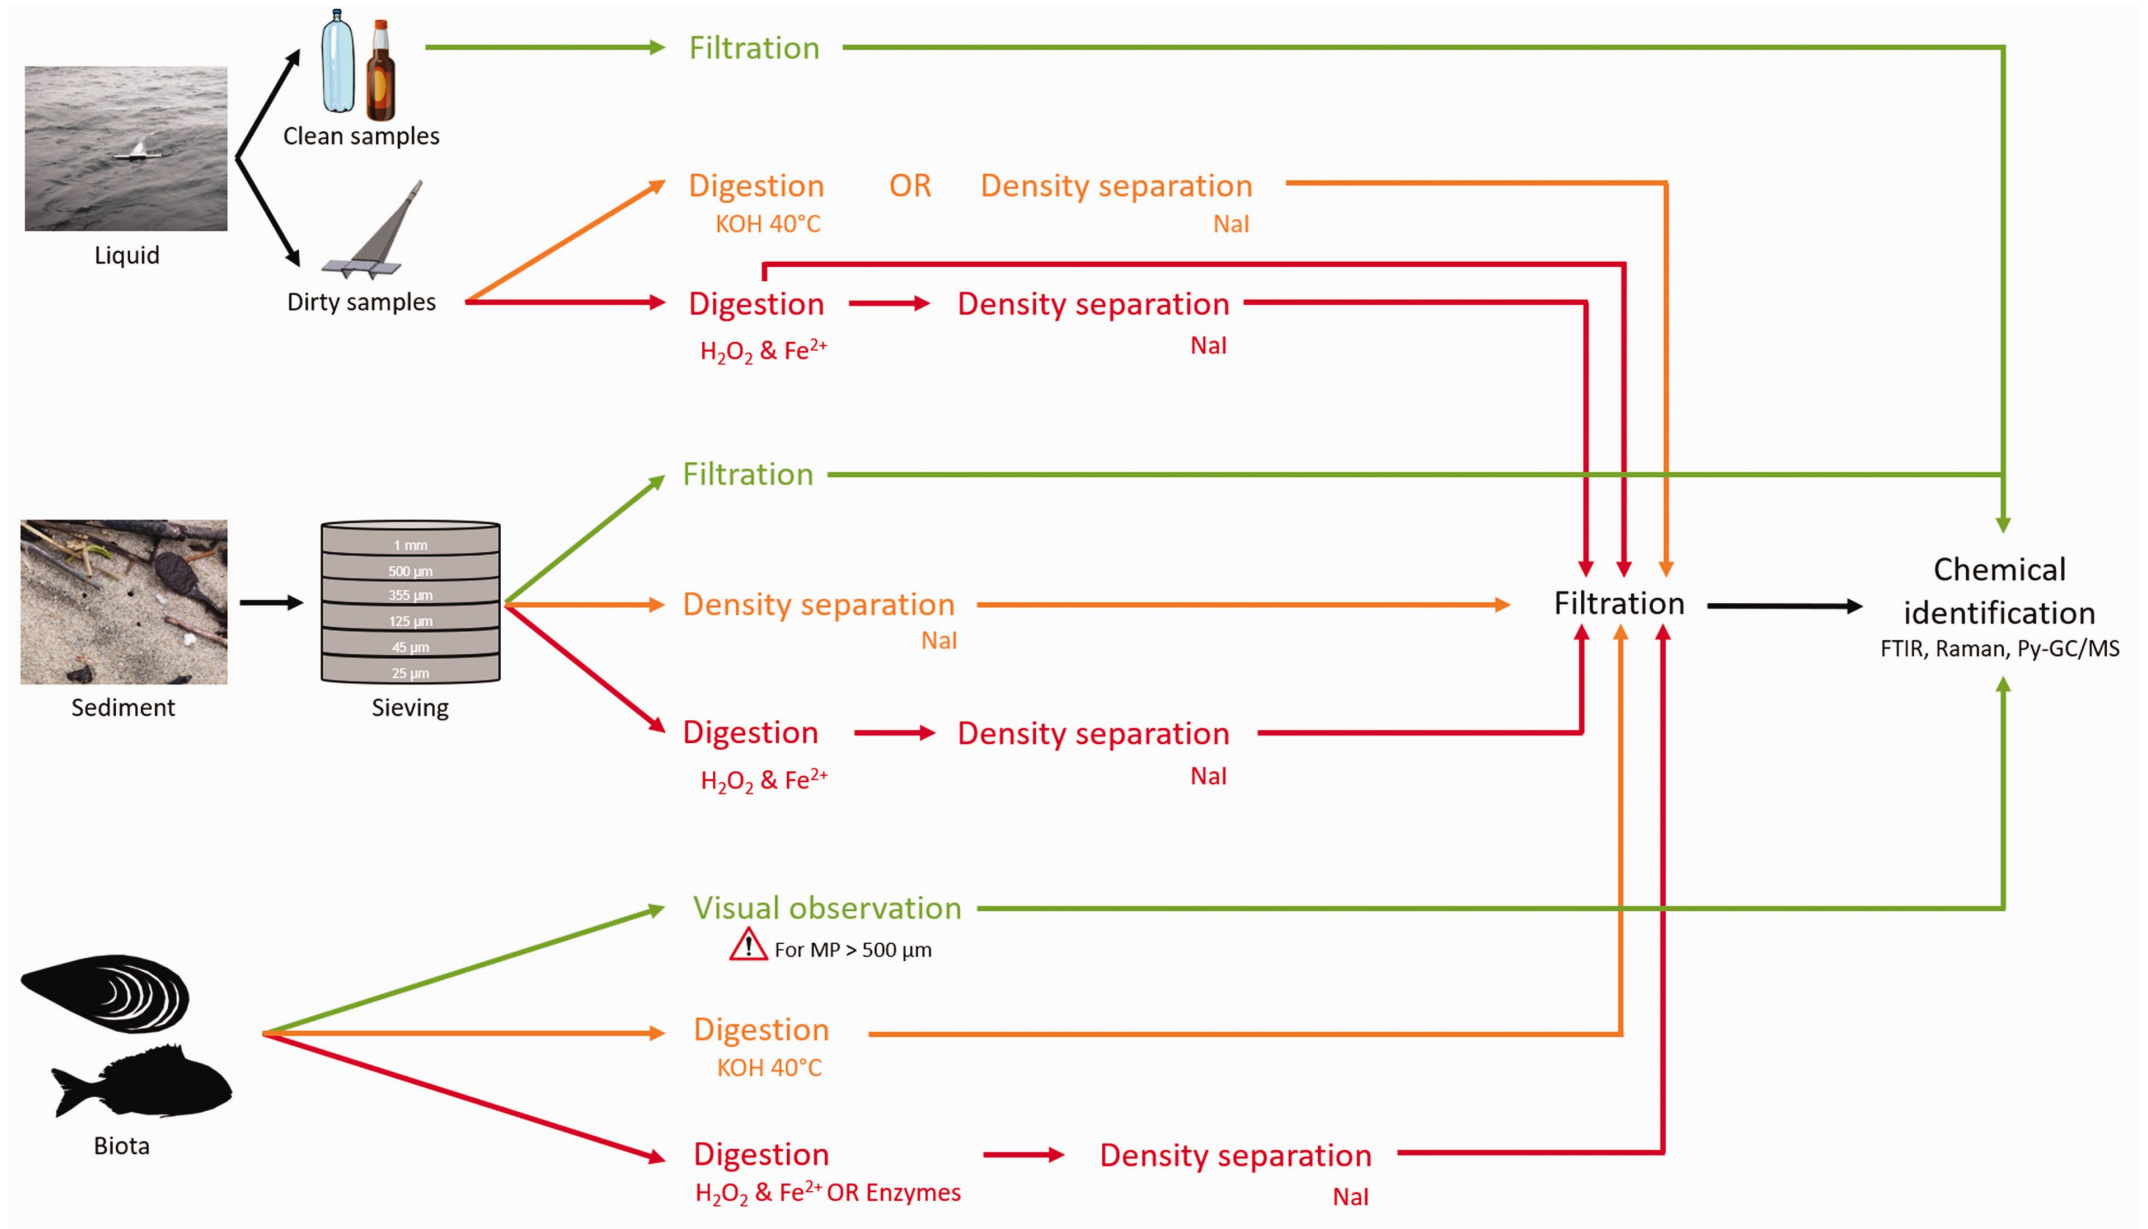 Filtration
Clean samples
Liquid
Digestion OR Density separation
KOH 40°C NaI
Dirty samples
Digestion Density separation
H₂O₂ & Fe²⁺ NaI
Filtration
1 mm
500 µm
355 µm
125 µm
45 µm
25 µm
Sediment
Sieving
Density separation
NaI
Digestion Density separation
H₂O₂ & Fe²⁺ NaI
Filtration
Chemical
identification
FTIR, Raman, Py-GC/MS
Visual observation
! For MP > 500 µm
Digestion
KOH 40°C
Biota
Digestion Density separation
H₂O₂ & Fe²⁺ OR Enzymes NaI